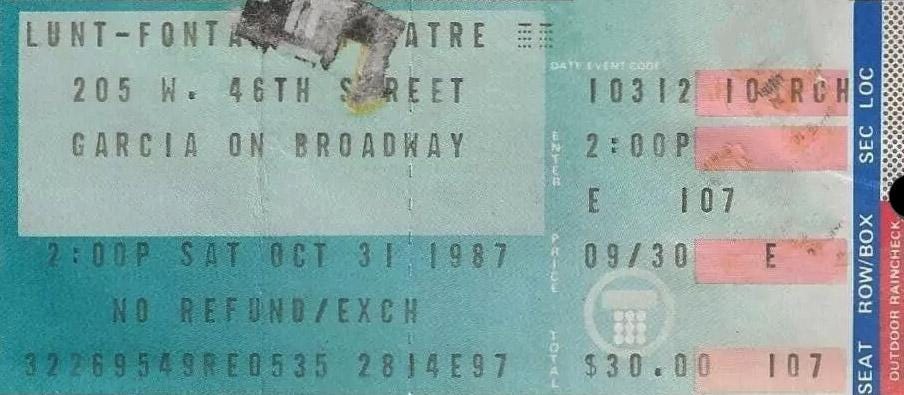 LUNT-FONTA ATRE
205 W. 46TH STREET
GARCIA ON BROADWAY
2:00P SAT OCT 31 1987
NO REFUND/EXCH
32269549RE0535 2814E97
DATE EVENT CODE
ENTER
PRICE
TOTAL
10312 IORCH
2:00P
E 107
09/30 E
$30.00 107
SEAT ROW/BOX SEC LOC
OUTDOOR RAINCHECK